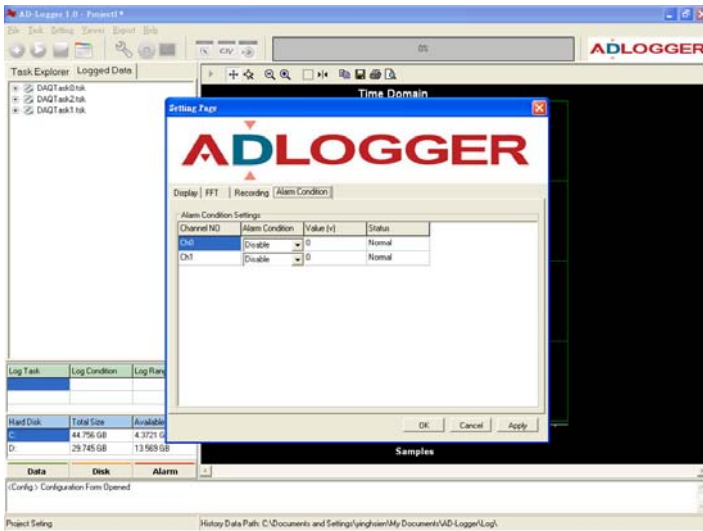 AD-Logger 1.0 - Project1 *
File Task Setting Viewer Export Help
CSV
0%
ADLOGGER
Task Explorer Logged Data
DAQTask0.tsk
DAQTask2.tsk
DAQTask1.tsk
Time Domain
Setting Page
ADLOGGER
Display FFT Recording Alarm Condition
Alarm Condition Settings
Channel NO Alarm Condition Value (v) Status
Ch0 Disable 0 Normal
Ch1 Disable 0 Normal
OK Cancel Apply
Log Task Log Condition Log Ran
Hard Disk Total Size Available
C: 44.756 GB 4.3721 G
D: 29.745 GB 13.569 GB
Data Disk Alarm
Samples
<Config.> Configuration Form Opened
Project Seting History Data Path: C:\Documents and Settings\yinghsien\My Documents\AD-Logger\Log\